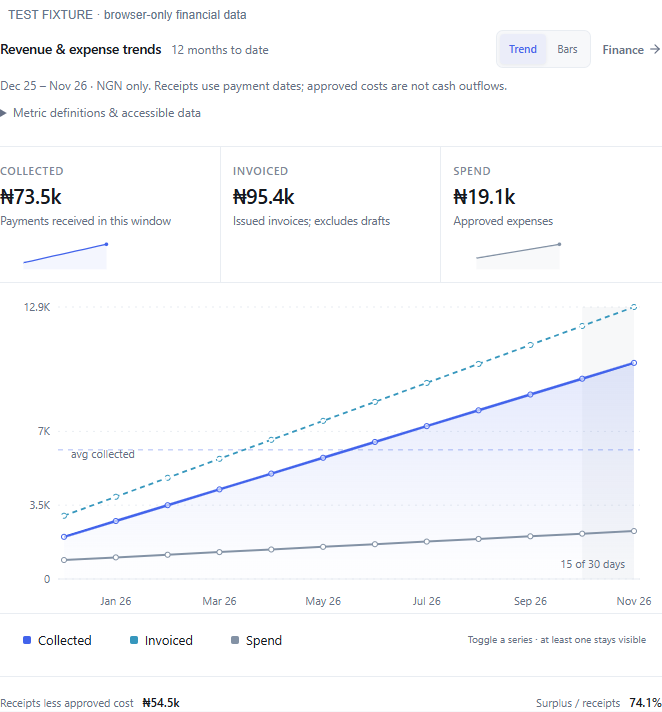 TEST FIXTURE · browser-only financial data
Revenue & expense trends 12 months to date Trend Bars Finance →
Dec 25 – Nov 26 · NGN only. Receipts use payment dates; approved costs are not cash outflows.
▶ Metric definitions & accessible data
COLLECTED
₦73.5k
Payments received in this window
INVOICED
₦95.4k
Issued invoices; excludes drafts
SPEND
₦19.1k
Approved expenses
12.9K
7K
avg collected
3.5K
15 of 30 days
0
Jan 26 Mar 26 May 26 Jul 26 Sep 26 Nov 26
Collected Invoiced Spend Toggle a series · at least one stays visible
Receipts less approved cost ₦54.5k Surplus / receipts 74.1%